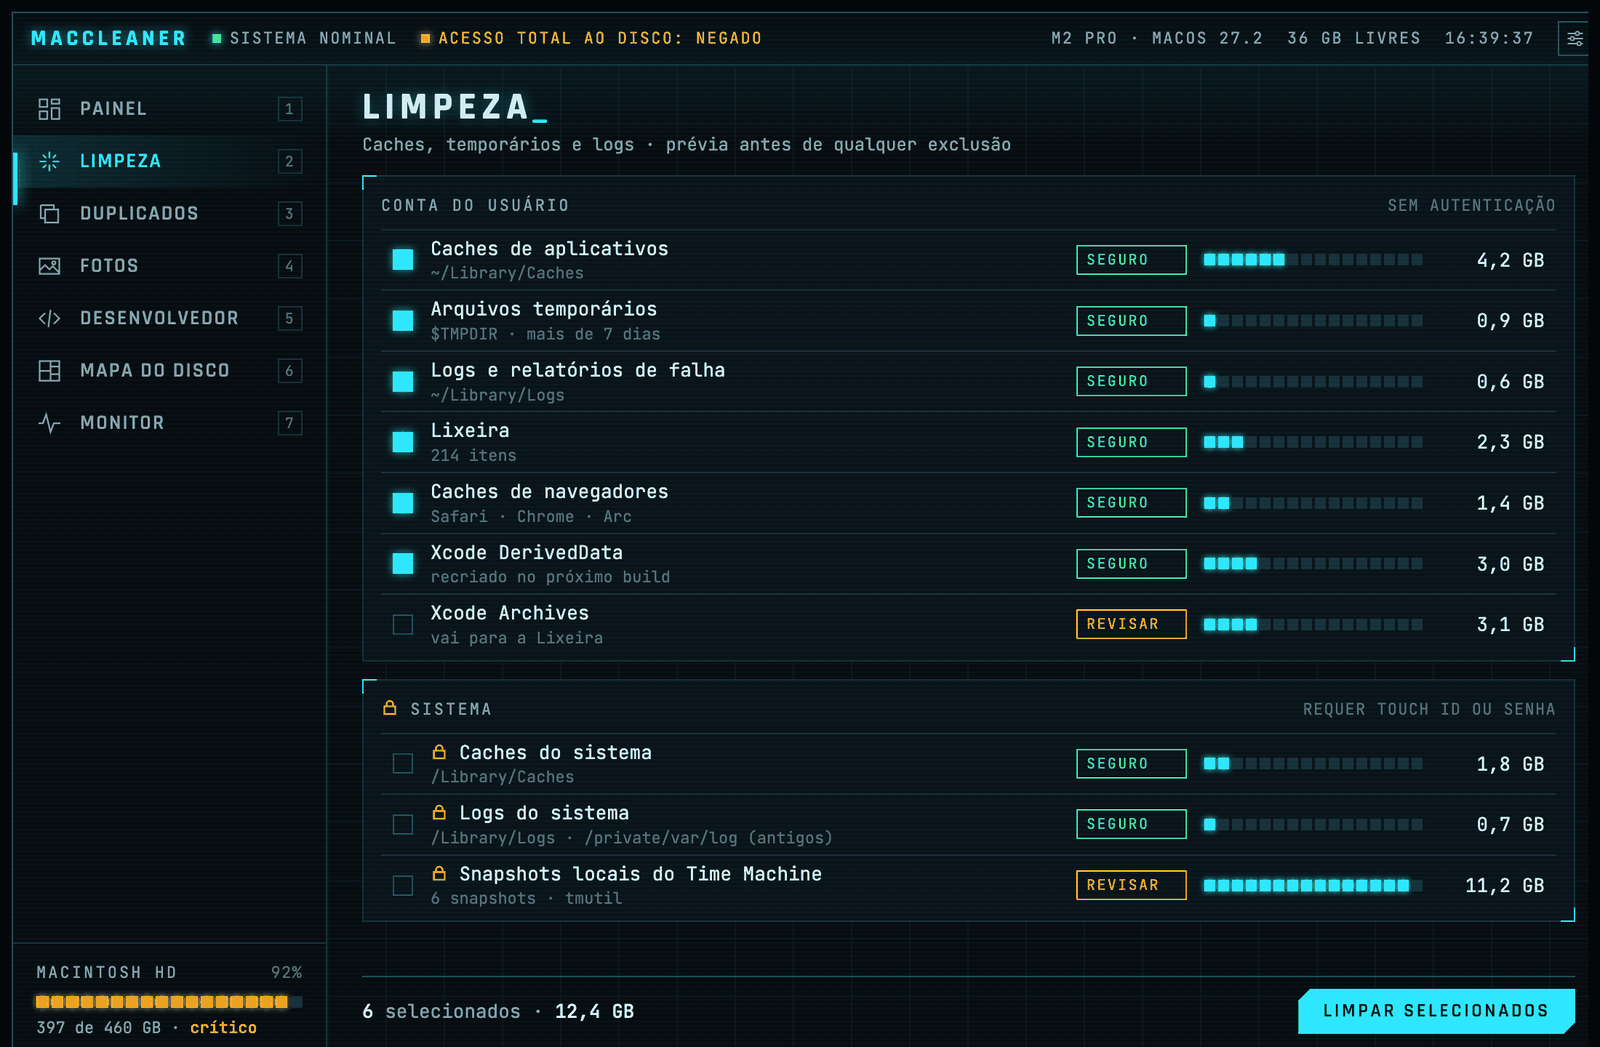 MACCLEANER SISTEMA NOMINAL ACESSO TOTAL AO DISCO: NEGADO M2 PRO · MACOS 27.2 36 GB LIVRES 16:39:37
PAINEL 1
LIMPEZA 2
DUPLICADOS 3
FOTOS 4
DESENVOLVEDOR 5
MAPA DO DISCO 6
MONITOR 7
MACINTOSH HD 92%
397 de 460 GB · crítico
LIMPEZA_
Caches, temporários e logs · prévia antes de qualquer exclusão
CONTA DO USUÁRIO SEM AUTENTICAÇÃO
Caches de aplicativos SEGURO 4,2 GB
~/Library/Caches
Arquivos temporários SEGURO 0,9 GB
$TMPDIR · mais de 7 dias
Logs e relatórios de falha SEGURO 0,6 GB
~/Library/Logs
Lixeira SEGURO 2,3 GB
214 itens
Caches de navegadores SEGURO 1,4 GB
Safari · Chrome · Arc
Xcode DerivedData SEGURO 3,0 GB
recriado no próximo build
Xcode Archives REVISAR 3,1 GB
vai para a Lixeira
SISTEMA REQUER TOUCH ID OU SENHA
Caches do sistema SEGURO 1,8 GB
/Library/Caches
Logs do sistema SEGURO 0,7 GB
/Library/Logs · /private/var/log (antigos)
Snapshots locais do Time Machine REVISAR 11,2 GB
6 snapshots · tmutil
6 selecionados · 12,4 GB LIMPAR SELECIONADOS